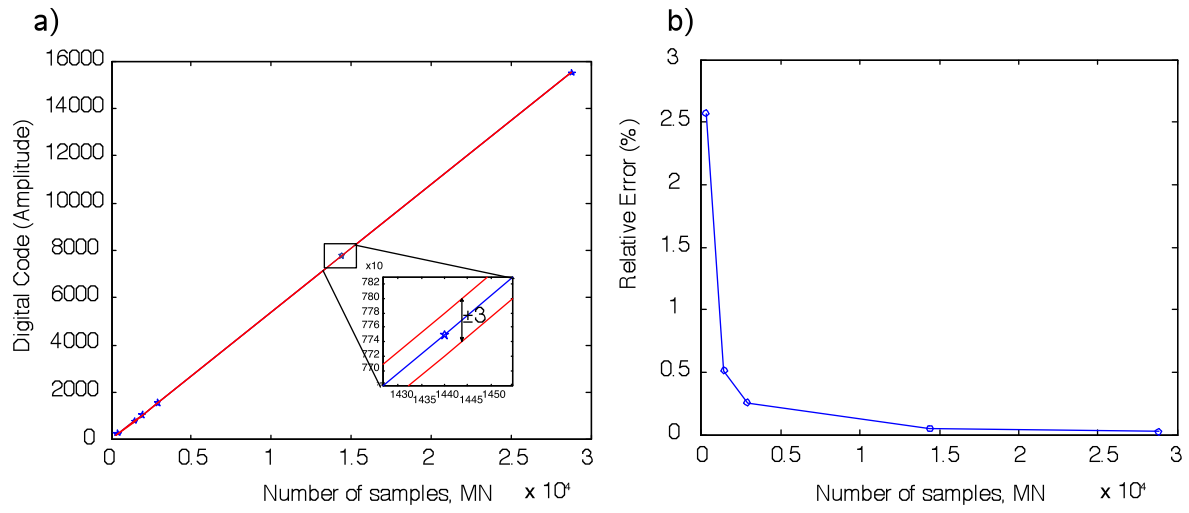 a)
16000
14000
12000
10000
8000
6000
4000
2000
0
Digital Code (Amplitude)
0 0.5 1 1.5 2 2.5 3
Number of samples, MN x 10⁴
x10
782
780
778
776
774
770
±3
1430 1435 1440 1445 1450
b)
3
2.5
2
1.5
1
0.5
0
Relative Error (%)
0 0.5 1 1.5 2 2.5 3
Number of samples, MN x 10⁴